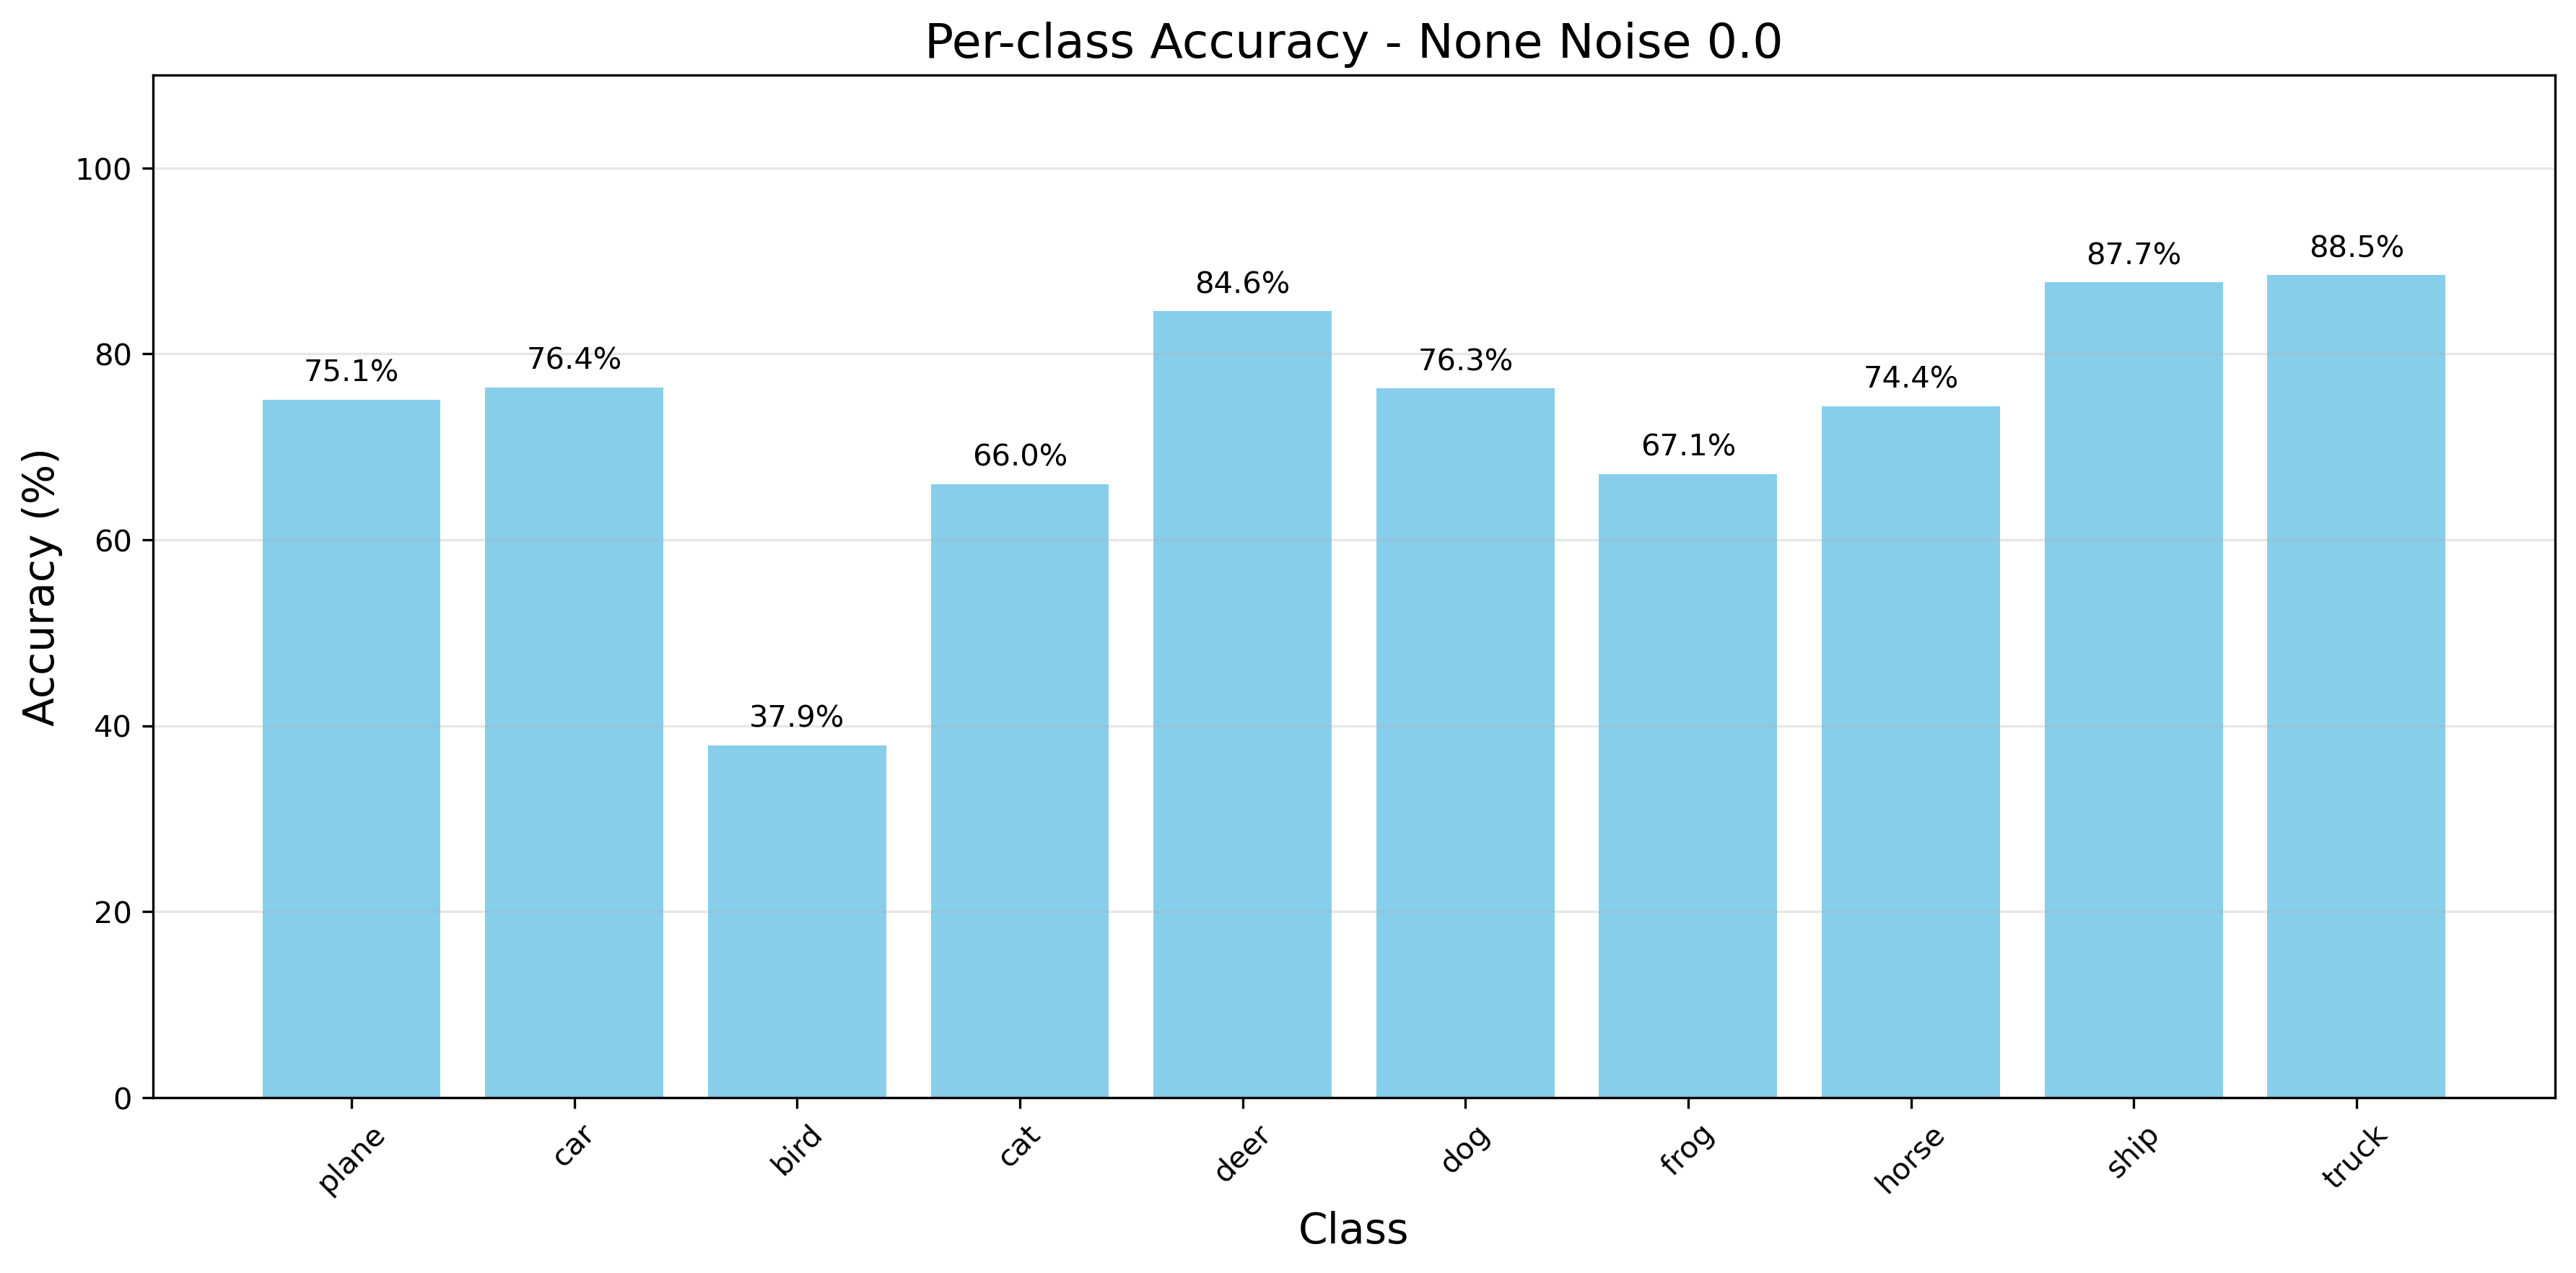 Per-class Accuracy - None Noise 0.0
Accuracy (%)
100
80
60
40
20
0
75.1%
76.4%
37.9%
66.0%
84.6%
76.3%
67.1%
74.4%
87.7%
88.5%
plane
car
bird
cat
deer
dog
frog
horse
ship
truck
Class